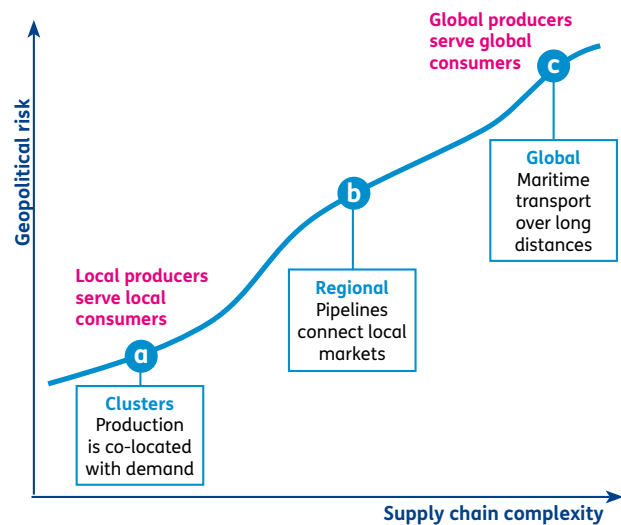 Global producers
serve global
consumers
c
Geopolitical risk
Global
Maritime
transport
over long
distances
b
Regional
Pipelines
connect local
markets
Local producers
serve local
consumers
a
Clusters
Production
is co-located
with demand
Supply chain complexity